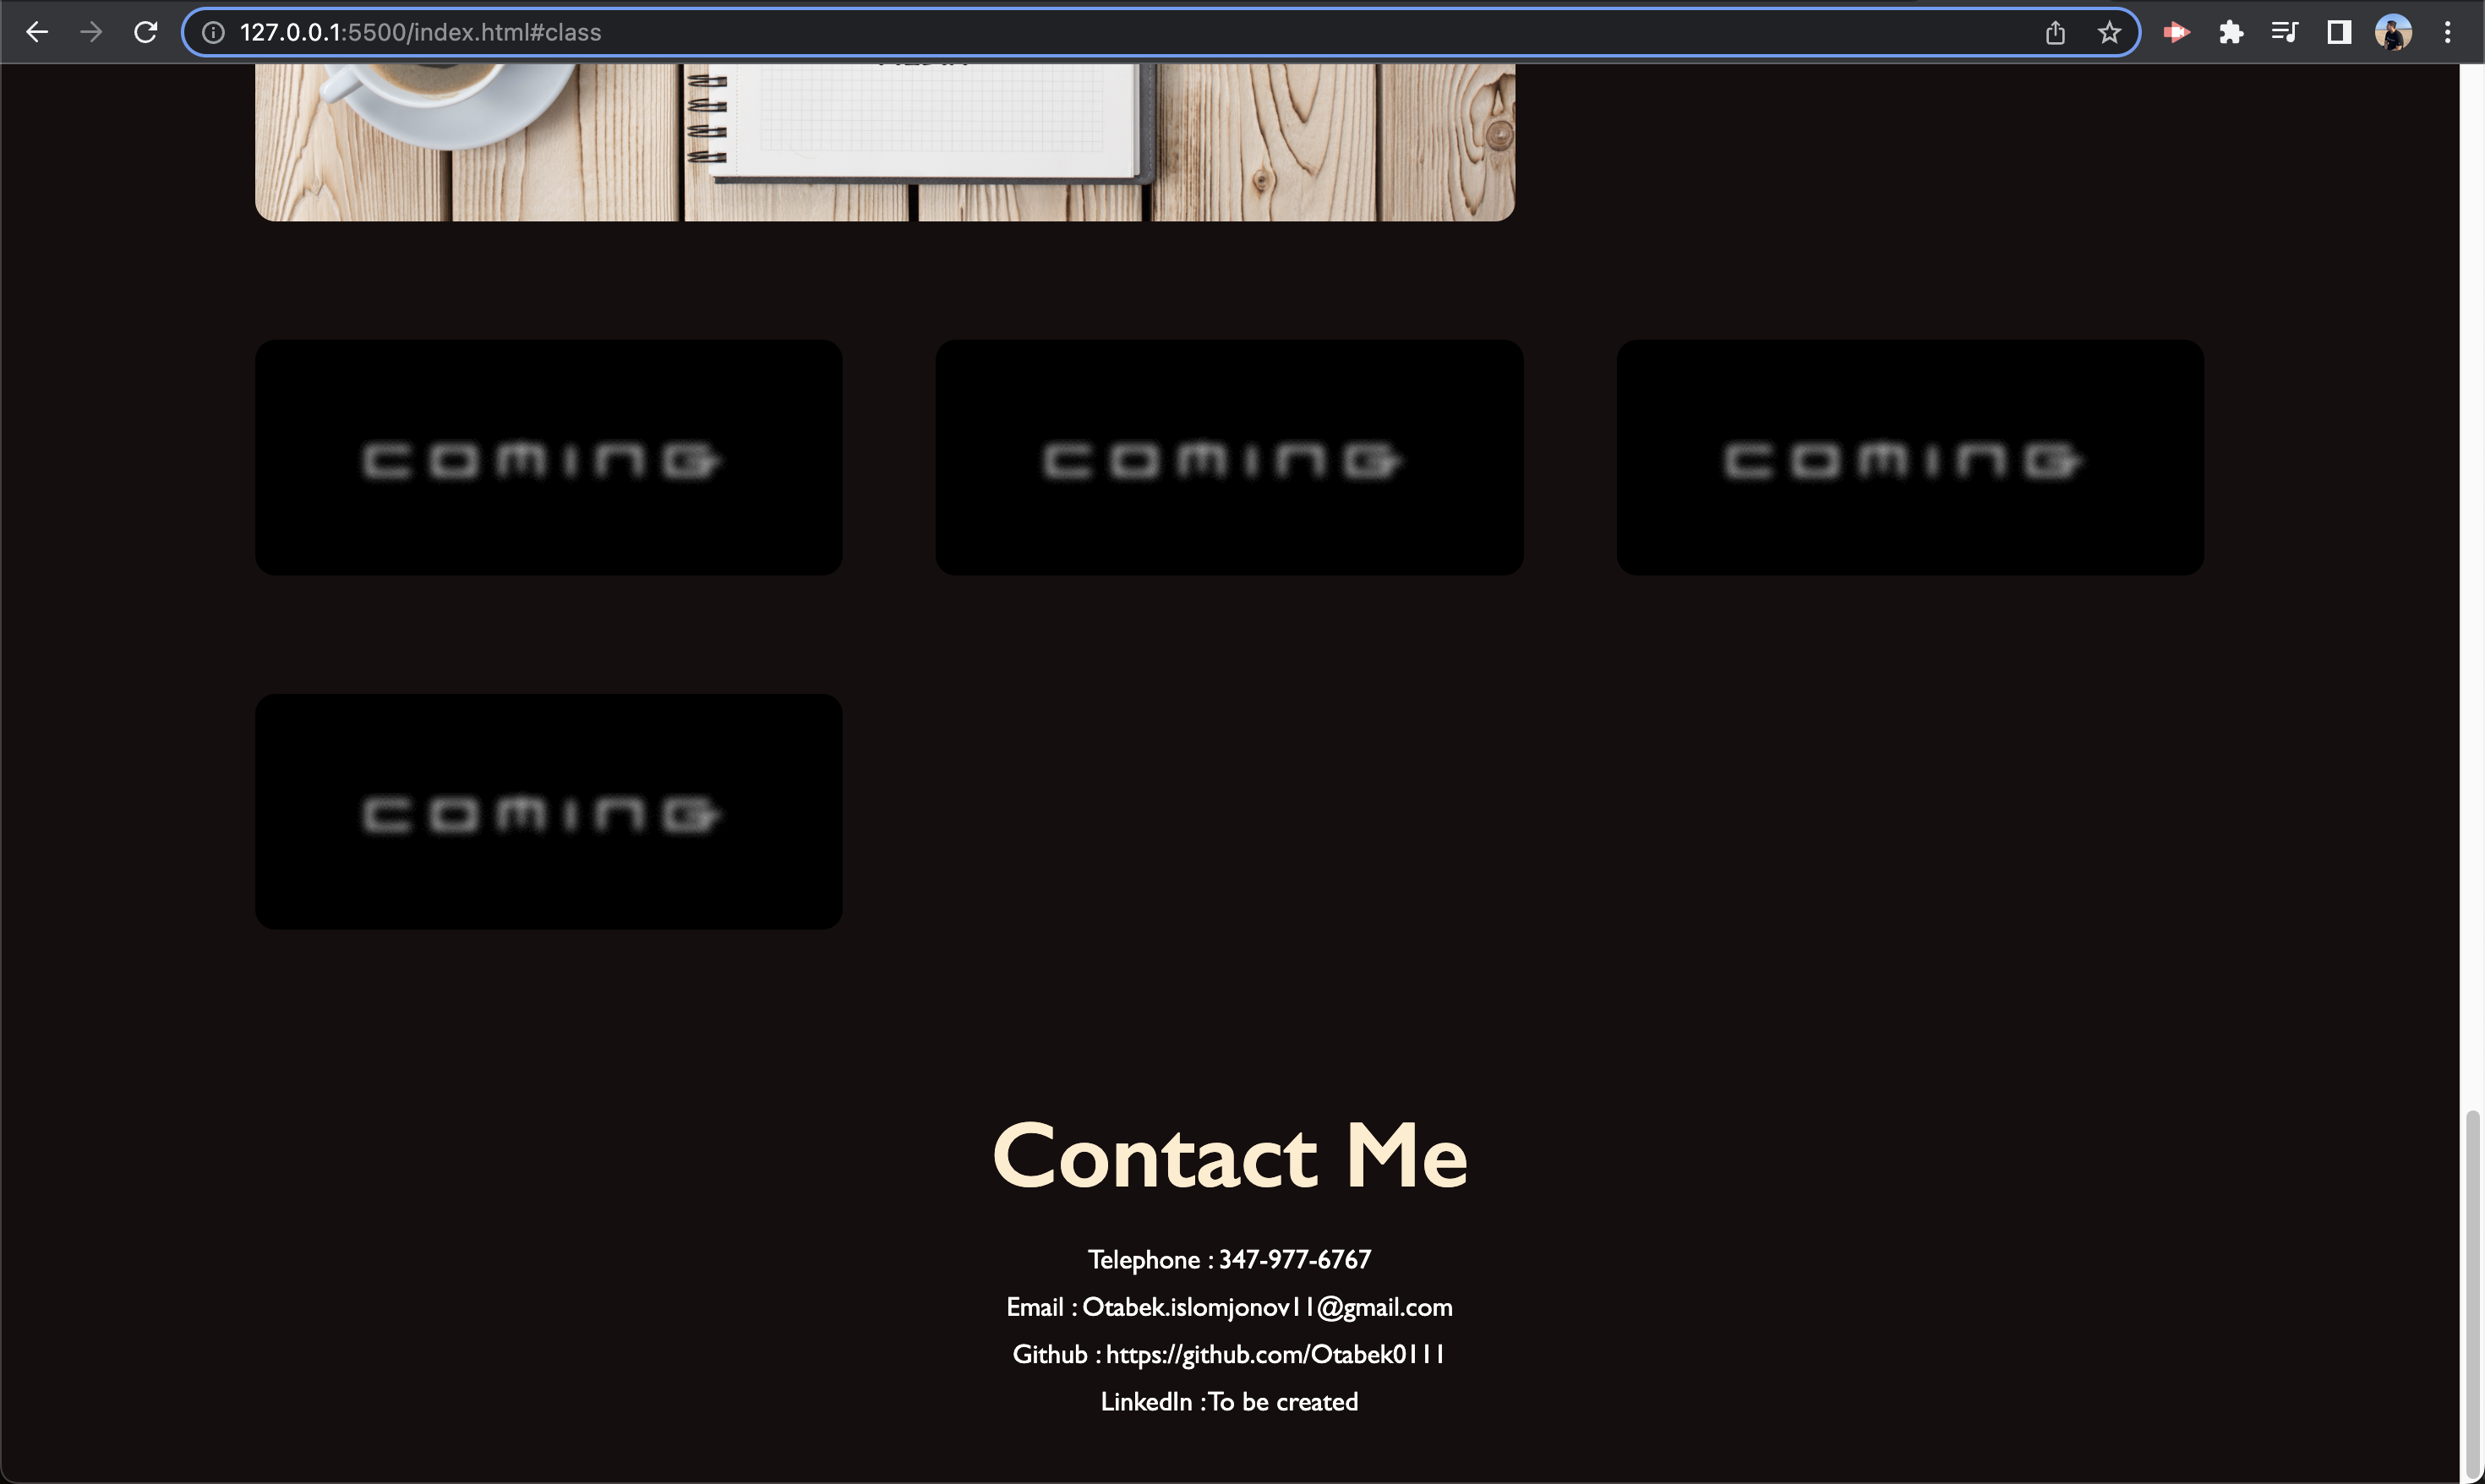 127.0.0.1:5500/index.html#class
COMING COMING COMING
COMING
Contact Me
Telephone : 347-977-6767
Email : Otabek.islomjonov11@gmail.com
Github : https://github.com/Otabek0111
LinkedIn : To be created